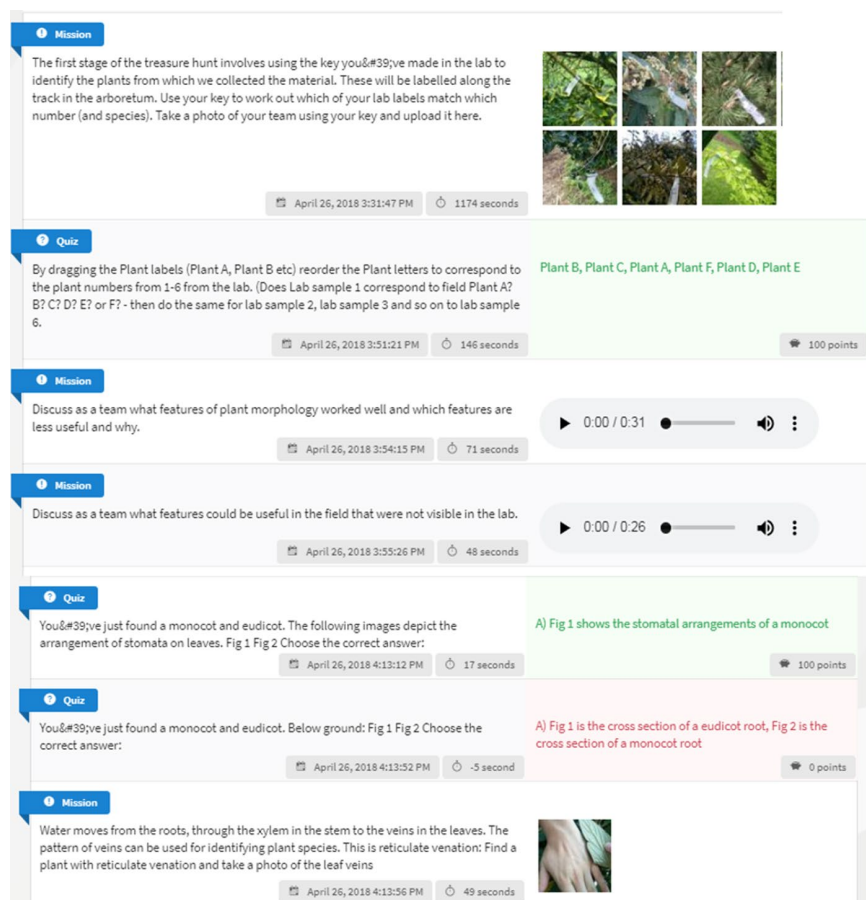 Mission
The first stage of the treasure hunt involves using the key you&#39;ve made in the lab to
identify the plants from which we collected the material. These will be labelled along the
track in the arboretum. Use your key to work out which of your lab labels match which
number (and species). Take a photo of your team using your key and upload it here.
April 26, 2018 3:31:47 PM
1174 seconds
Quiz
By dragging the Plant labels (Plant A, Plant B etc) reorder the Plant letters to correspond to
the plant numbers from 1-6 from the lab. (Does Lab sample 1 correspond to field Plant A?
B? C? D? E? or F? - then do the same for lab sample 2, lab sample 3 and so on to lab sample
6.
Plant B, Plant C, Plant A, Plant F, Plant D, Plant E
April 26, 2018 3:51:21 PM
146 seconds
100 points
Mission
Discuss as a team what features of plant morphology worked well and which features are
less useful and why.
0:00 / 0:31
April 26, 2018 3:54:15 PM
71 seconds
Mission
Discuss as a team what features could be useful in the field that were not visible in the lab.
0:00 / 0:26
April 26, 2018 3:55:26 PM
48 seconds
Quiz
You&#39;ve just found a monocot and eudicot. The following images depict the
arrangement of stomata on leaves. Fig 1 Fig 2 Choose the correct answer:
A) Fig 1 shows the stomatal arrangements of a monocot
April 26, 2018 4:13:12 PM
17 seconds
100 points
Quiz
You&#39;ve just found a monocot and eudicot. Below ground: Fig 1 Fig 2 Choose the
correct answer:
A) Fig 1 is the cross section of a eudicot root, Fig 2 is the
cross section of a monocot root
April 26, 2018 4:13:52 PM
-5 second
0 points
Mission
Water moves from the roots, through the xylem in the stem to the veins in the leaves. The
pattern of veins can be used for identifying plant species. This is reticulate venation: Find a
plant with reticulate venation and take a photo of the leaf veins
April 26, 2018 4:13:56 PM
49 seconds